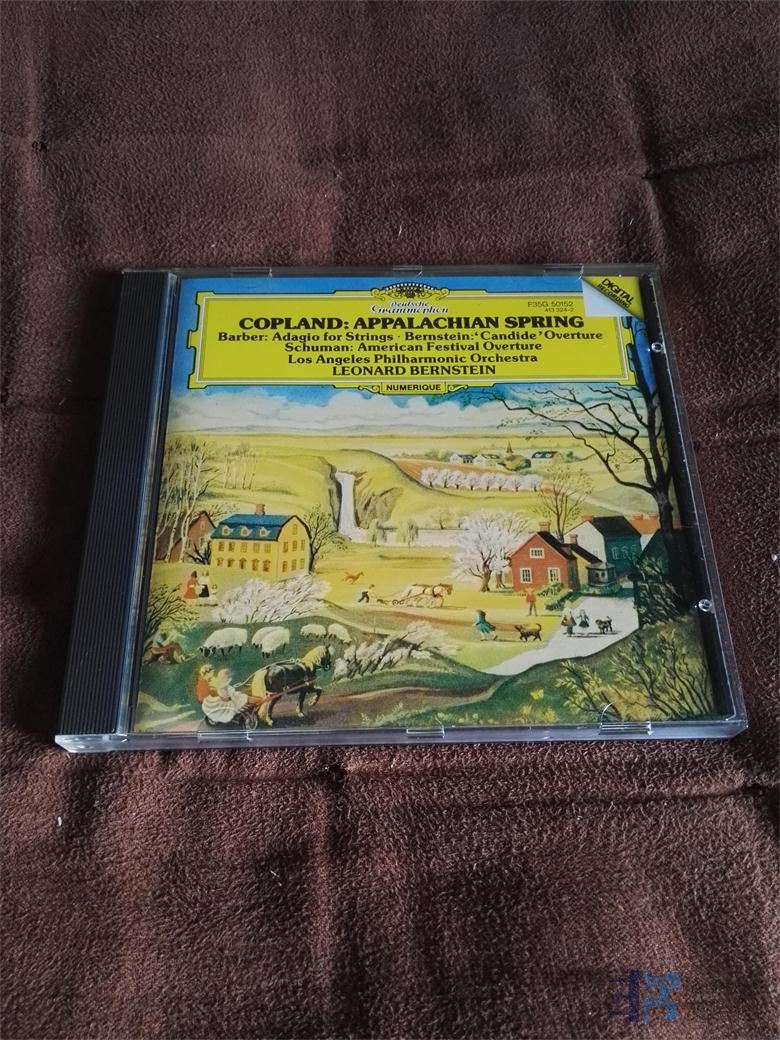 Deutsche
Grammophon
F35G 50152
413 324-2
DIGITAL
RECORDING
COPLAND: APPALACHIAN SPRING
Barber: Adagio for Strings · Bernstein: ‘Candide’ Overture
Schuman: American Festival Overture
Los Angeles Philharmonic Orchestra
LEONARD BERNSTEIN
NUMERIQUE